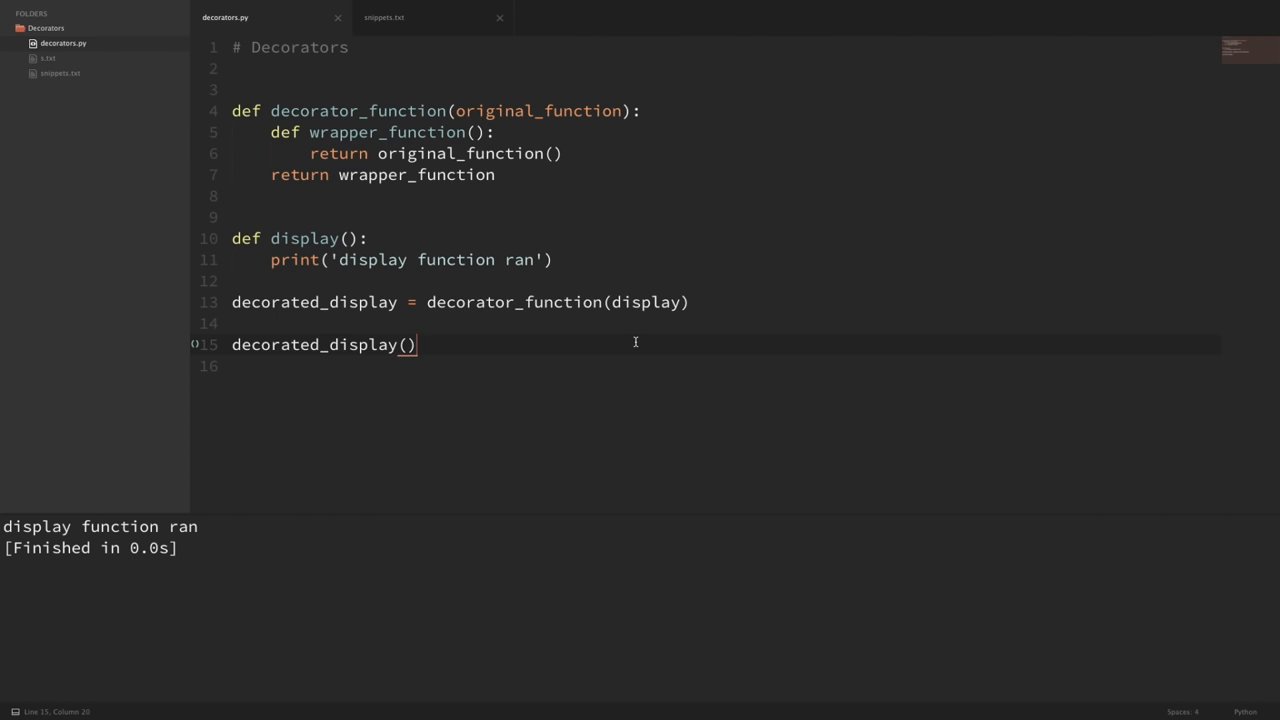 decorators.py
snippets.txt
FOLDERS
Decorators
decorators.py
s.txt
snippets.txt
1 # Decorators
2
3
4 def decorator_function(original_function):
5     def wrapper_function():
6         return original_function()
7     return wrapper_function
8
9
10 def display():
11     print('display function ran')
12
13 decorated_display = decorator_function(display)
14
15 decorated_display()
16
display function ran
[Finished in 0.0s]
Line 15, Column 20
Spaces: 4
Python